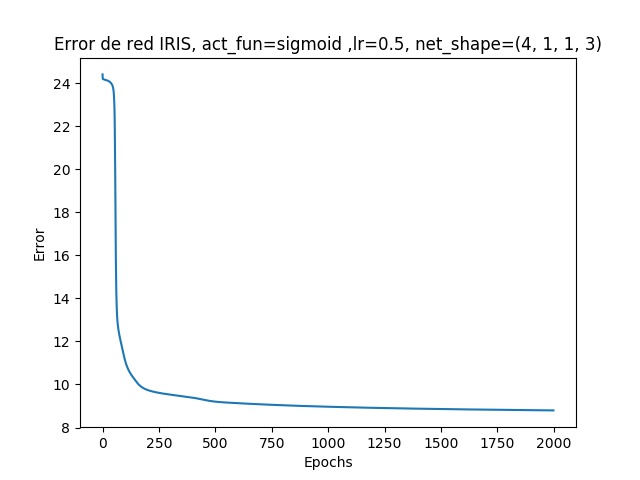 Error de red IRIS, act_fun=sigmoid ,lr=0.5, net_shape=(4, 1, 1, 3)
24
22
20
18
16
14
12
10
8
Error
0 250 500 750 1000 1250 1500 1750 2000
Epochs